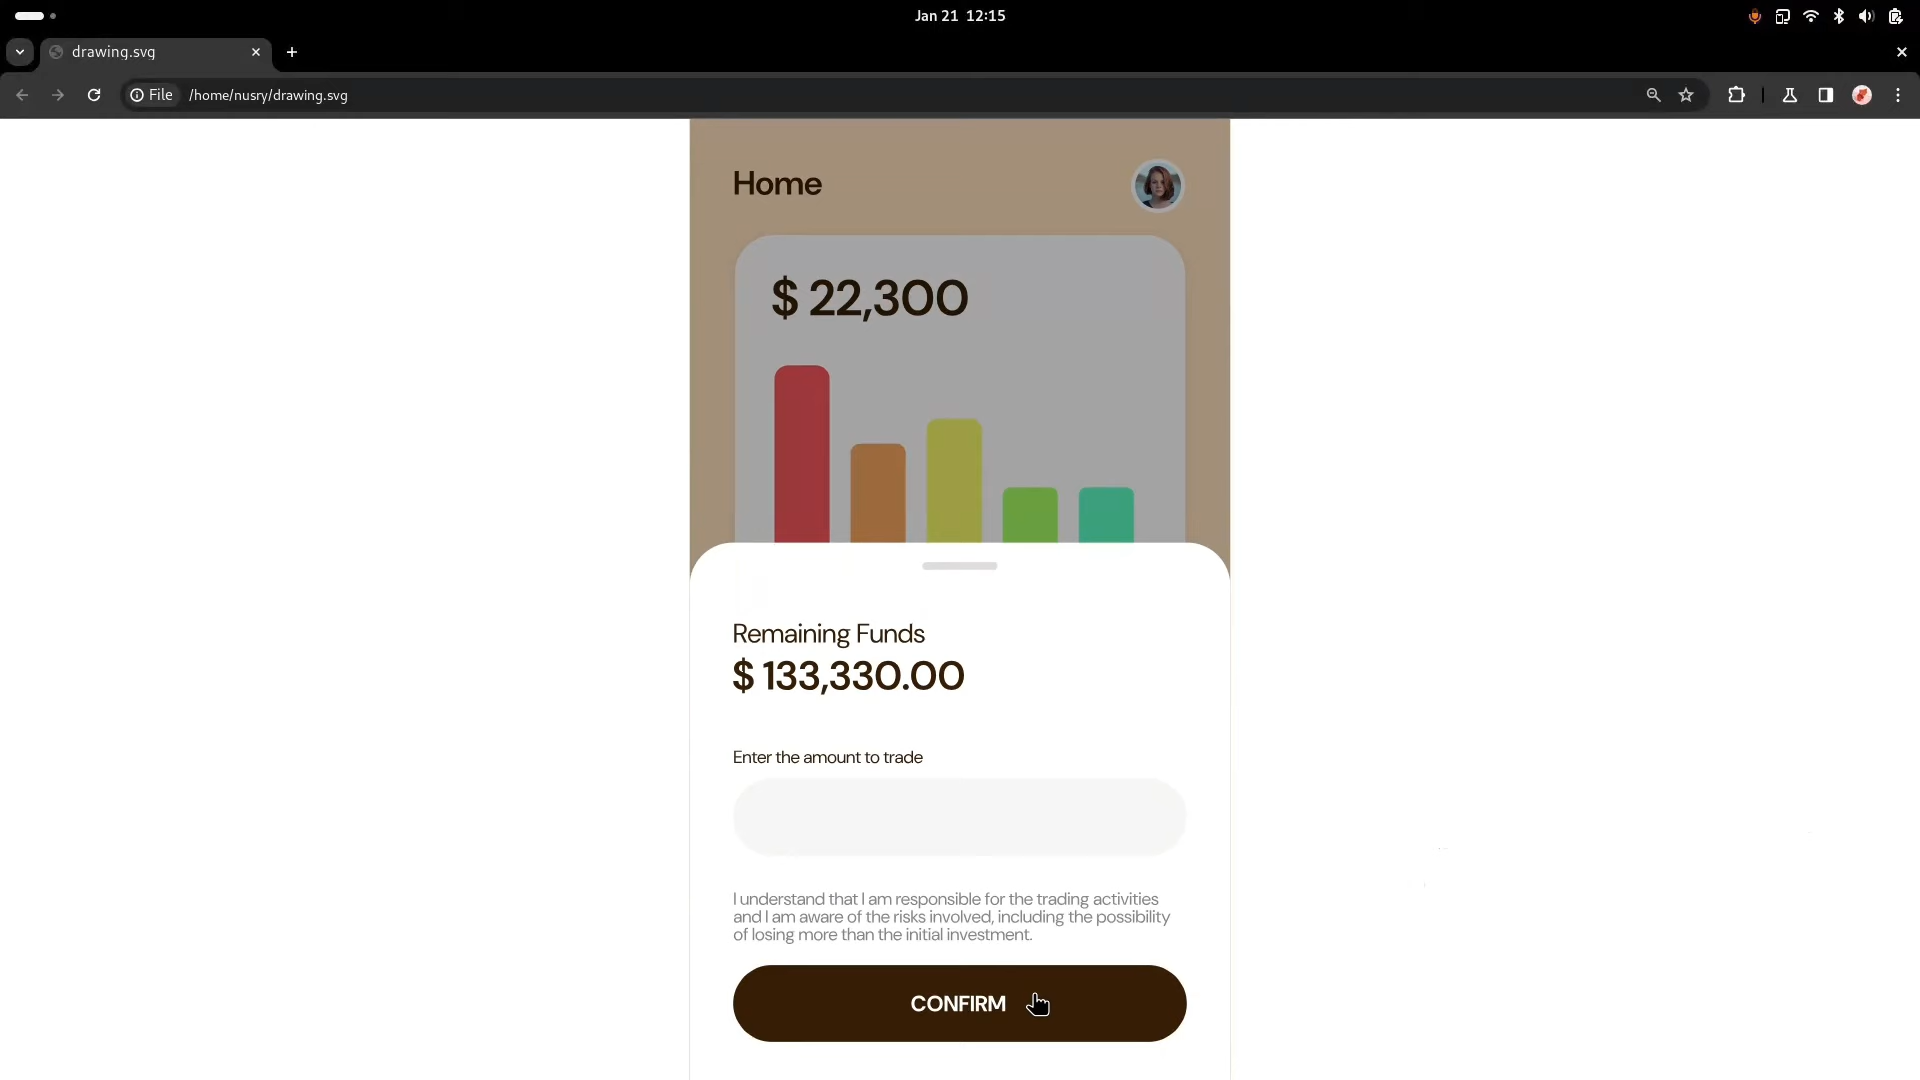 Jan 21 12:15
drawing.svg
File /home/nusry/drawing.svg
Home
$ 22,300
Remaining Funds
$ 133,330.00
Enter the amount to trade
I understand that I am responsible for the trading activities
and I am aware of the risks involved, including the possibility
of losing more than the initial investment.
CONFIRM